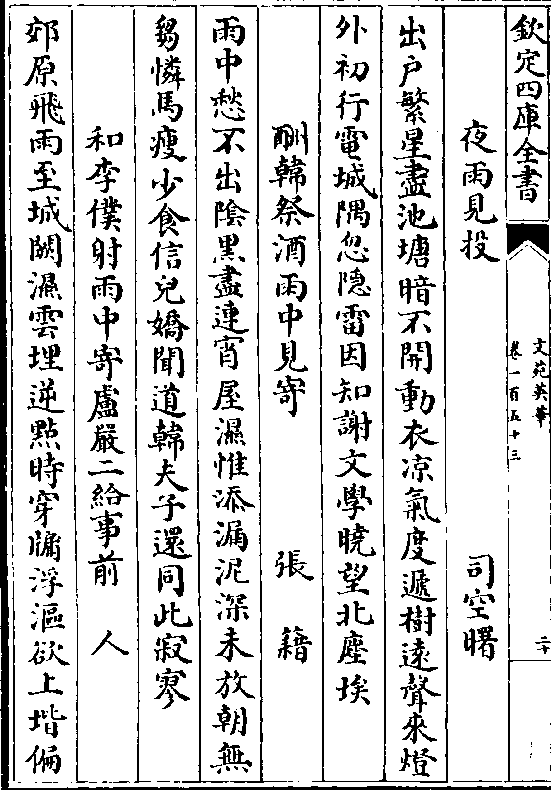 欽定四庫全書
文苑英華
卷一百五十三
二十
夜雨見投 司空曙
出户繁星盡池塘暗不開動衣凉氣度遞樹遠聲來燈
外初行電城隅忽隱雷因知謝文學曉望北塵埃
酬韓祭酒雨中見寄 張籍
雨中愁不出陰黑盡連宵屋濕惟添漏泥深未放朝無
芻憐馬瘦少食信兒嬌聞道韓夫子還同此寂寥
和李僕射雨中寄盧嚴二給事前人
郊原飛雨至城闕濕雲埋迸點時穿牖浮漚欲上堦偏